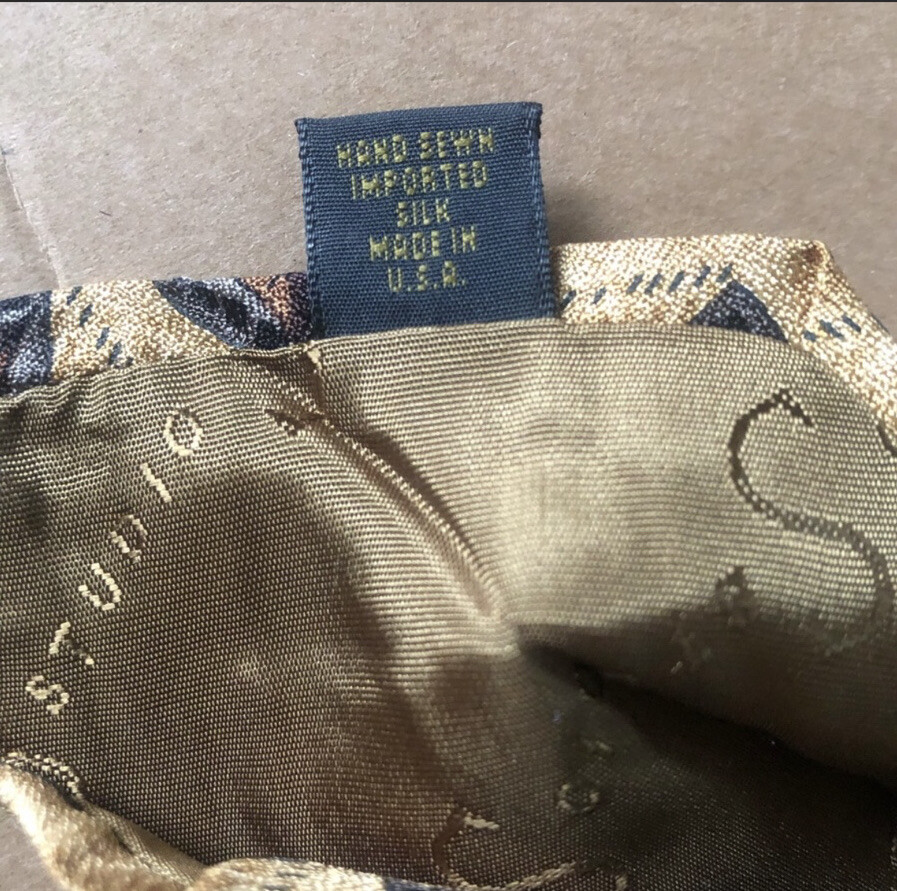 HAND SEWN
IMPORTED
SILK
MADE IN
U.S.A.
STUDIO
S